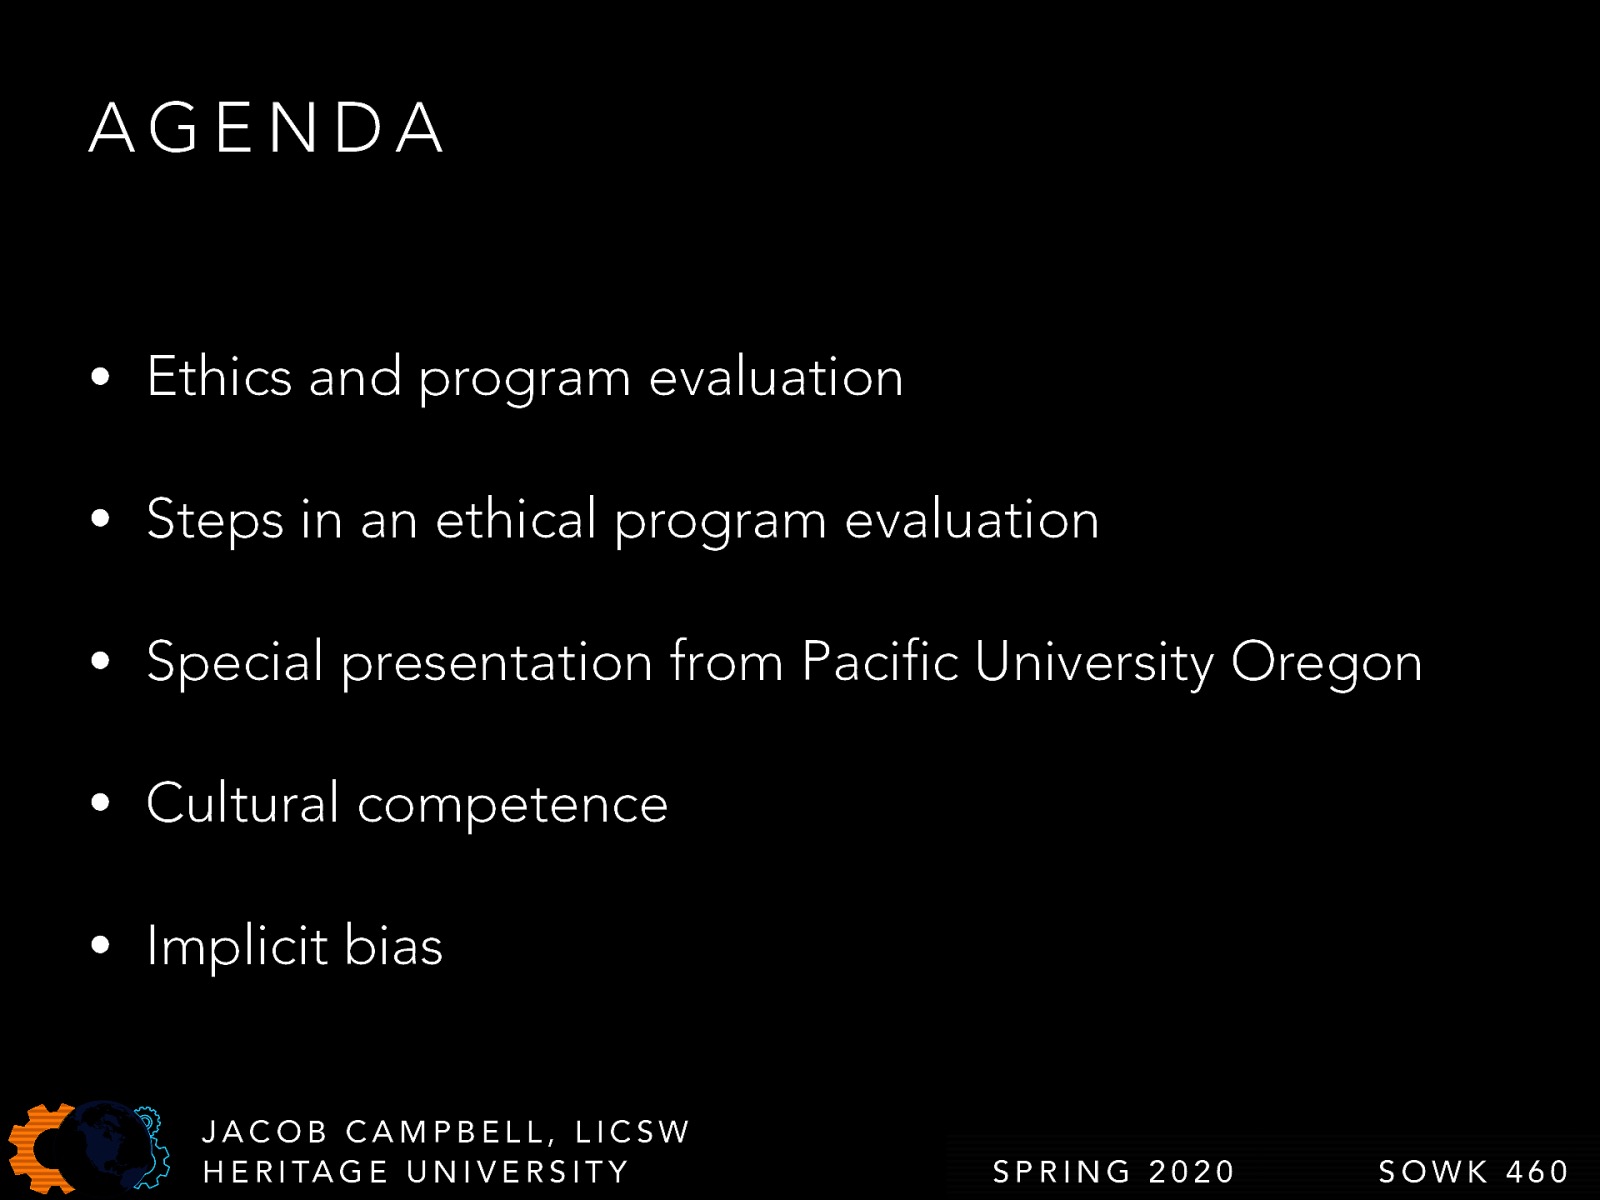 AGENDA
• Ethics and program evaluation
• Steps in an ethical program evaluation
• Special presentation from Pacific University Oregon
• Cultural competence
• Implicit bias
JACOB CAMPBELL, LICSW
HERITAGE UNIVERSITY
SPRING 2020
SOWK 460